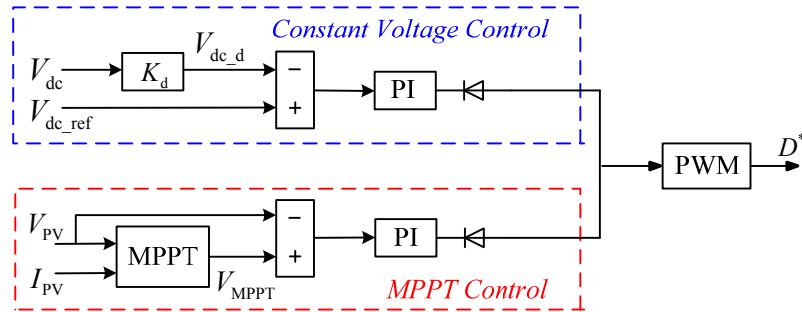 Constant Voltage Control
V_dc
K_d
V_dc_d
V_dc_ref
−
+
PI
PWM
D*
V_PV
I_PV
MPPT
V_MPPT
−
+
PI
MPPT Control